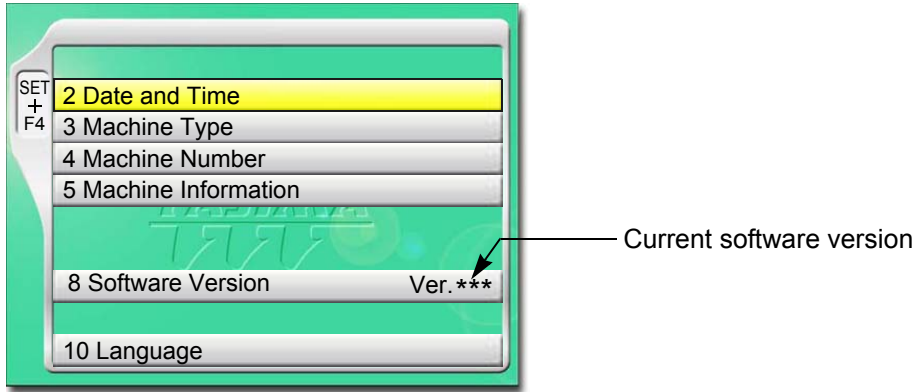 SET
+
F4
2 Date and Time
3 Machine Type
4 Machine Number
5 Machine Information
777
8 Software Version Ver.***
Current software version
10 Language